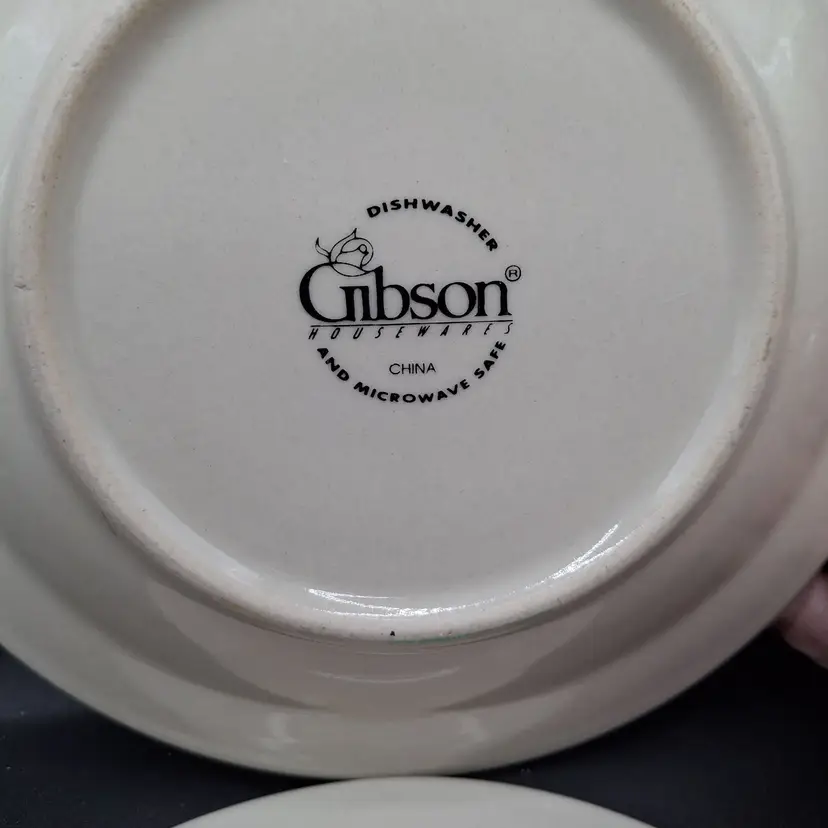 DISHWASHER
Gibson®
HOUSEWARES
CHINA
AND MICROWAVE SAFE